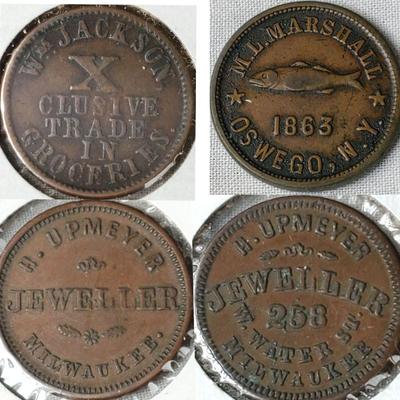 WM JACKSON.
X
CLUSIVE
TRADE
IN
GROCERIES.
M.L. MARSHALL
1863
OSWEGO, N.Y.
H. UPMEYER
JEWELLER
MILWAUKEE.
H. UPMEYER
JEWELLER
258
W. WATER ST.
MILWAUKEE